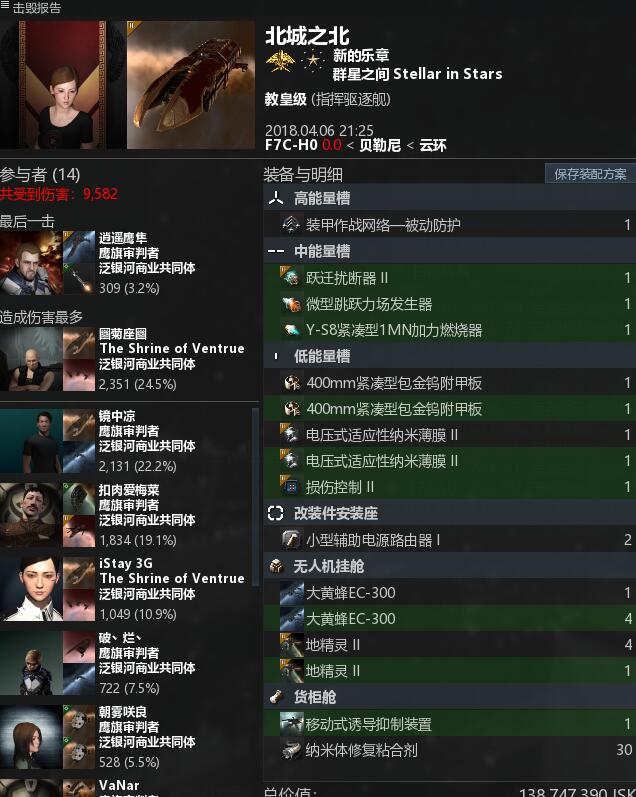 击毁报告
北城之北
新的乐章
群星之间 Stellar in Stars
教皇级 (指挥驱逐舰)
2018.04.06 21:25
F7C-H0 0.0 < 贝勒尼 < 云环
参与者 (14)
共受到伤害：9,582
最后一击
逍遥鹰隼
鹰旗审判者
泛银河商业共同体
309 (3.2%)
造成伤害最多
圖菊座圖
The Shrine of Ventrue
泛银河商业共同体
2,351 (24.5%)
镜中凉
鹰旗审判者
泛银河商业共同体
2,131 (22.2%)
扣肉爱梅菜
鹰旗审判者
泛银河商业共同体
1,834 (19.1%)
iStay 3G
The Shrine of Ventrue
泛银河商业共同体
1,049 (10.9%)
破、烂、
鹰旗审判者
泛银河商业共同体
722 (7.5%)
朝雾咲良
鹰旗审判者
泛银河商业共同体
528 (5.5%)
VaNar
装备与明细
保存装配方案
高能量槽
装甲作战网络—被动防护 1
中能量槽
跃迁扰断器 II 1
微型跳跃力场发生器 1
Y-S8紧凑型1MN加力燃烧器 1
低能量槽
400mm紧凑型包金钨附甲板 1
400mm紧凑型包金钨附甲板 1
电压式适应性纳米薄膜 II 1
电压式适应性纳米薄膜 II 1
损伤控制 II 1
改装件安装座
小型辅助电源路由器 I 2
无人机挂舱
大黄蜂EC-300 1
大黄蜂EC-300 4
地精灵 II 4
地精灵 II 1
货柜舱
移动式诱导抑制装置 1
纳米体修复粘合剂 30
总价值： 138,747,390 ISK